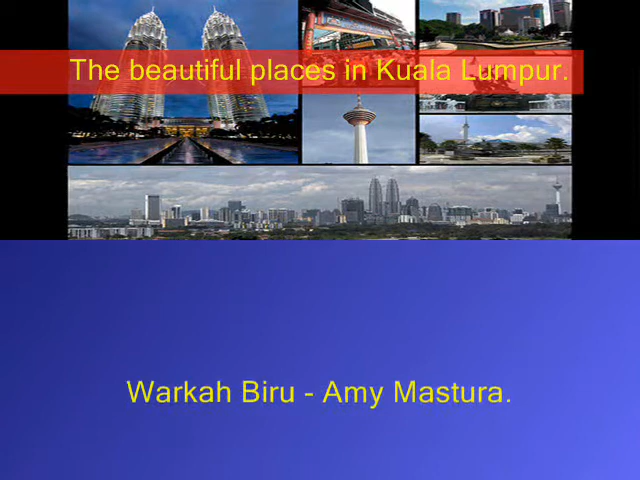 The beautiful places in Kuala Lumpur.
Warkah Biru - Amy Mastura.